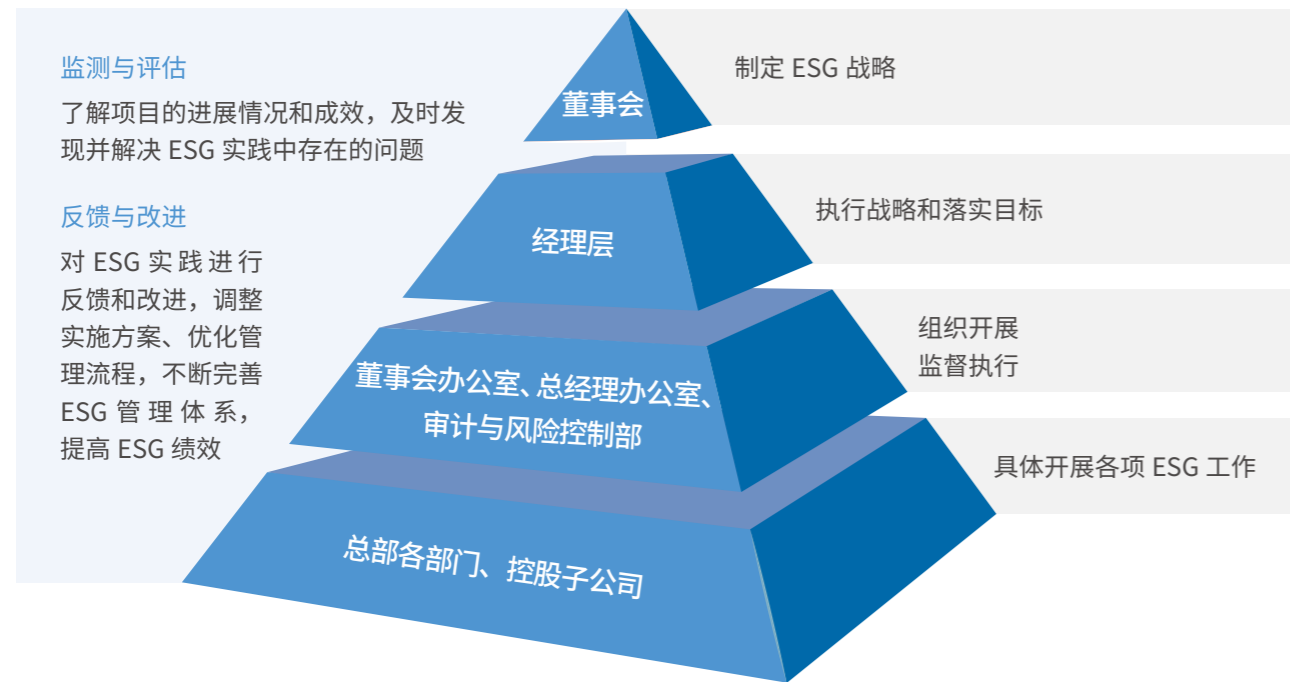 监测与评估
了解项目的进展情况和成效，及时发
现并解决 ESG 实践中存在的问题
反馈与改进
对 ESG 实践进行
反馈和改进，调整
实施方案、优化管
理流程，不断完善
ESG 管理体系，
提高 ESG 绩效
董事会
制定 ESG 战略
经理层
执行战略和落实目标
董事会办公室、总经理办公室、
审计与风险控制部
组织开展
监督执行
总部各部门、控股子公司
具体开展各项 ESG 工作